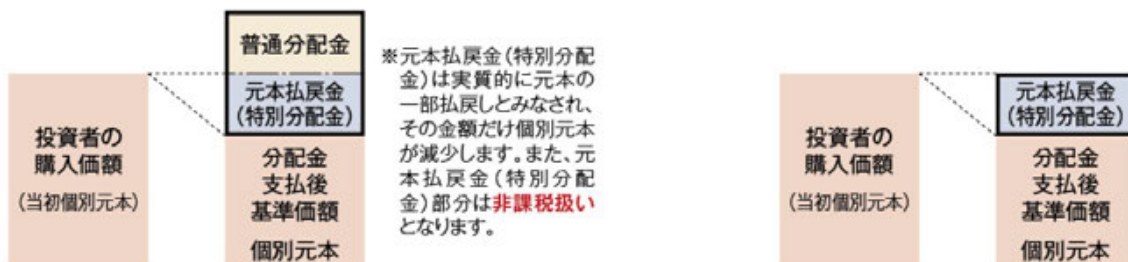 普通分配金
元本払戻金
(特別分配金)
投資者の
購入価額
(当初個別元本)
分配金
支払後
基準価額
個別元本
※元本払戻金(特別分配
金)は実質的に元本の
一部払戻しとみなされ、
その金額だけ個別元本
が減少します。また、元
本払戻金(特別分配
金)部分は非課税扱い
となります。
投資者の
購入価額
(当初個別元本)
元本払戻金
(特別分配金)
分配金
支払後
基準価額
個別元本